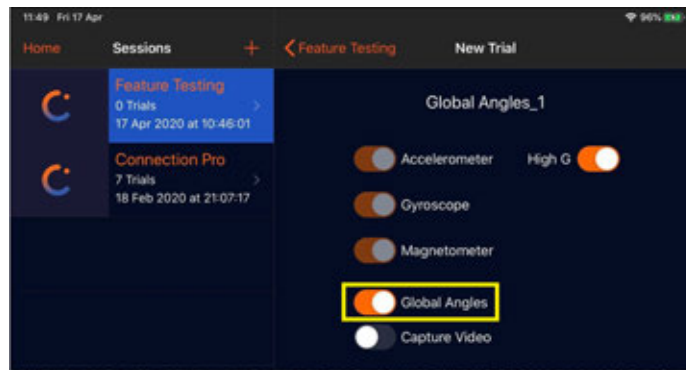 11:49 Fri 17 Apr
96%
Home
Sessions
+
Feature Testing
New Trial
Feature Testing
0 Trials
17 Apr 2020 at 10:46:01
Connection Pro
7 Trials
18 Feb 2020 at 21:07:17
Global Angles_1
Accelerometer
High G
Gyroscope
Magnetometer
Global Angles
Capture Video